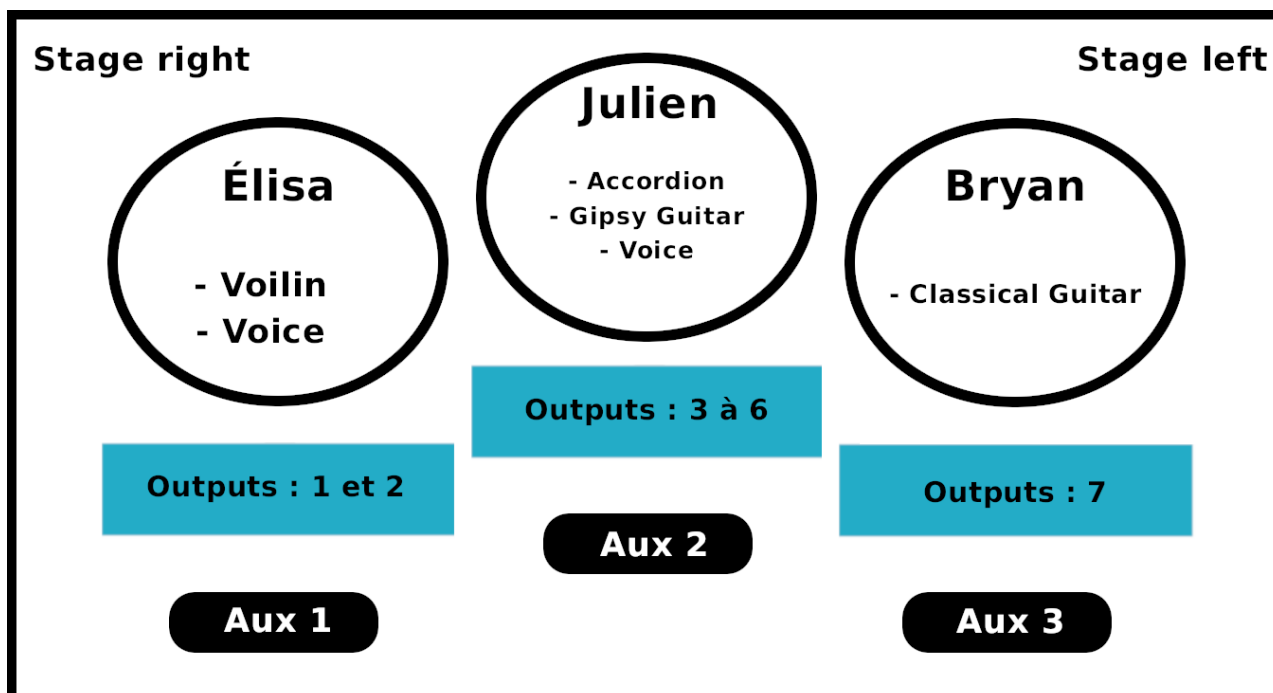 Stage right
Stage left
Élisa
- Voilin
- Voice
Julien
- Accordion
- Gipsy Guitar
- Voice
Bryan
- Classical Guitar
Outputs : 1 et 2
Outputs : 3 à 6
Outputs : 7
Aux 1
Aux 2
Aux 3